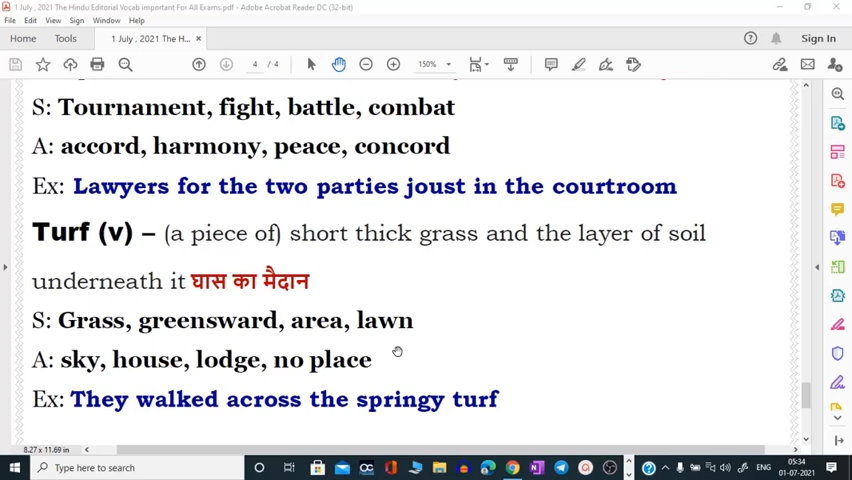 1 July , 2021 The Hindu Editorial Vocab important For All Exams.pdf - Adobe Acrobat Reader DC (32-bit)
File Edit View Sign Window Help
Home Tools 1 July , 2021 The H... × Sign In
4 / 4 150%
S: Tournament, fight, battle, combat
A: accord, harmony, peace, concord
Ex: Lawyers for the two parties joust in the courtroom
Turf (v) – (a piece of) short thick grass and the layer of soil
underneath it घास का मैदान
S: Grass, greensward, area, lawn
A: sky, house, lodge, no place
Ex: They walked across the springy turf
8.27 x 11.69 in
Type here to search
ENG
05:34
01-07-2021